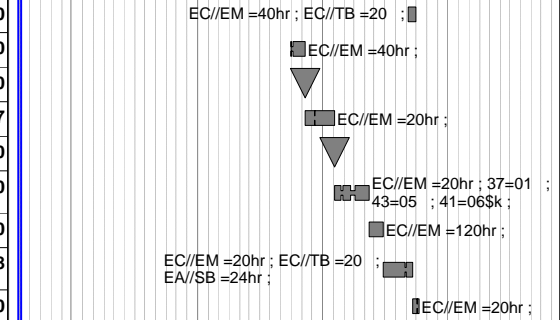 EC//EM =40hr ; EC//TB =20 ;
EC//EM =40hr ;
EC//EM =20hr ;
EC//EM =20hr ; 37=01 ;
43=05 ; 41=06$k ;
EC//EM =120hr ;
EC//EM =20hr ; EC//TB =20 ;
EA//SB =24hr ;
EC//EM =20hr ;